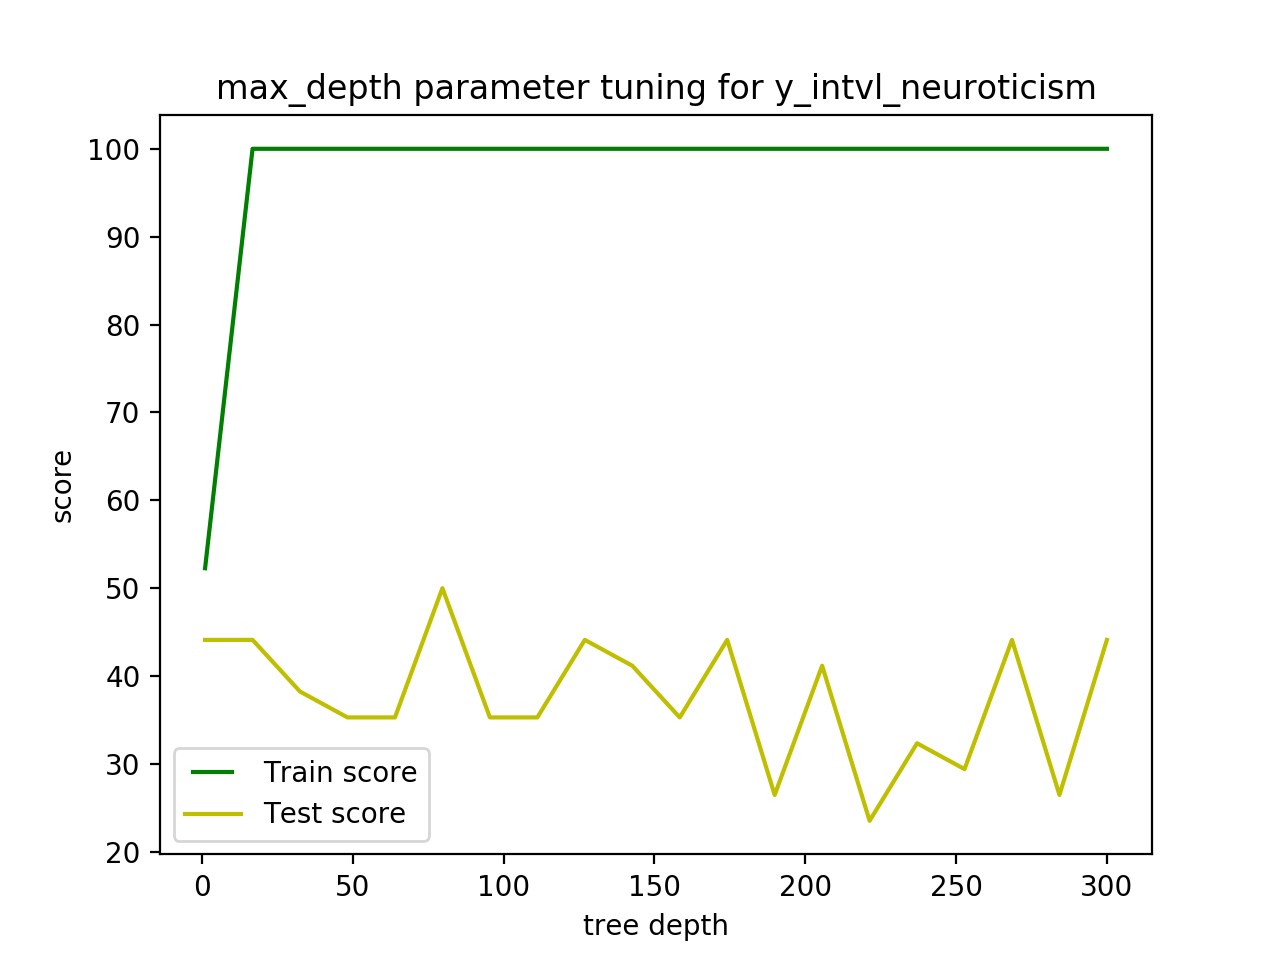 max_depth parameter tuning for y_intvl_neuroticism
100
90
80
70
60
50
40
30
20
score
Train score
Test score
0 50 100 150 200 250 300
tree depth